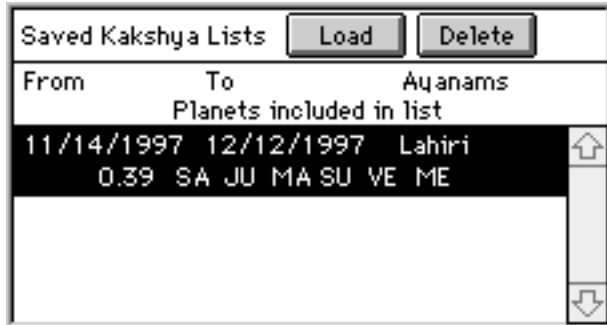 Saved Kakshya Lists Load Delete
From To Ayanams
Planets included in list
11/14/1997 12/12/1997 Lahiri
0.39 SA JU MA SU VE ME